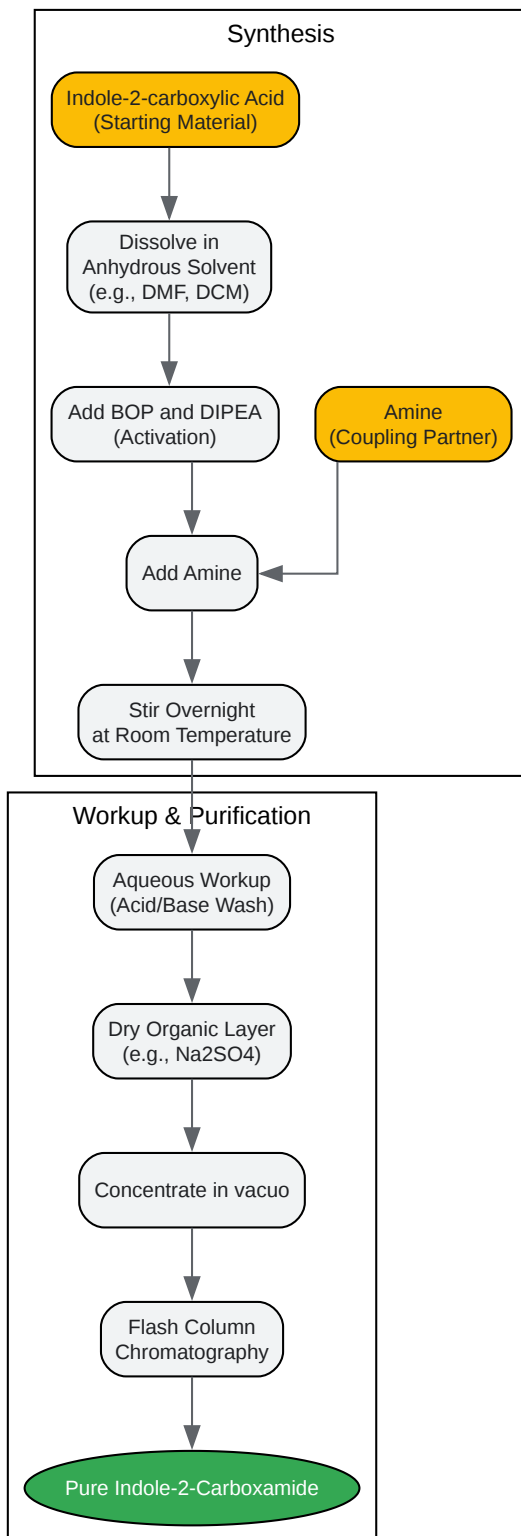 Synthesis
Indole-2-carboxylic Acid
(Starting Material)
Dissolve in
Anhydrous Solvent
(e.g., DMF, DCM)
Add BOP and DIPEA
(Activation)
Amine
(Coupling Partner)
Add Amine
Stir Overnight
at Room Temperature
Workup & Purification
Aqueous Workup
(Acid/Base Wash)
Dry Organic Layer
(e.g., Na2SO4)
Concentrate in vacuo
Flash Column
Chromatography
Pure Indole-2-Carboxamide